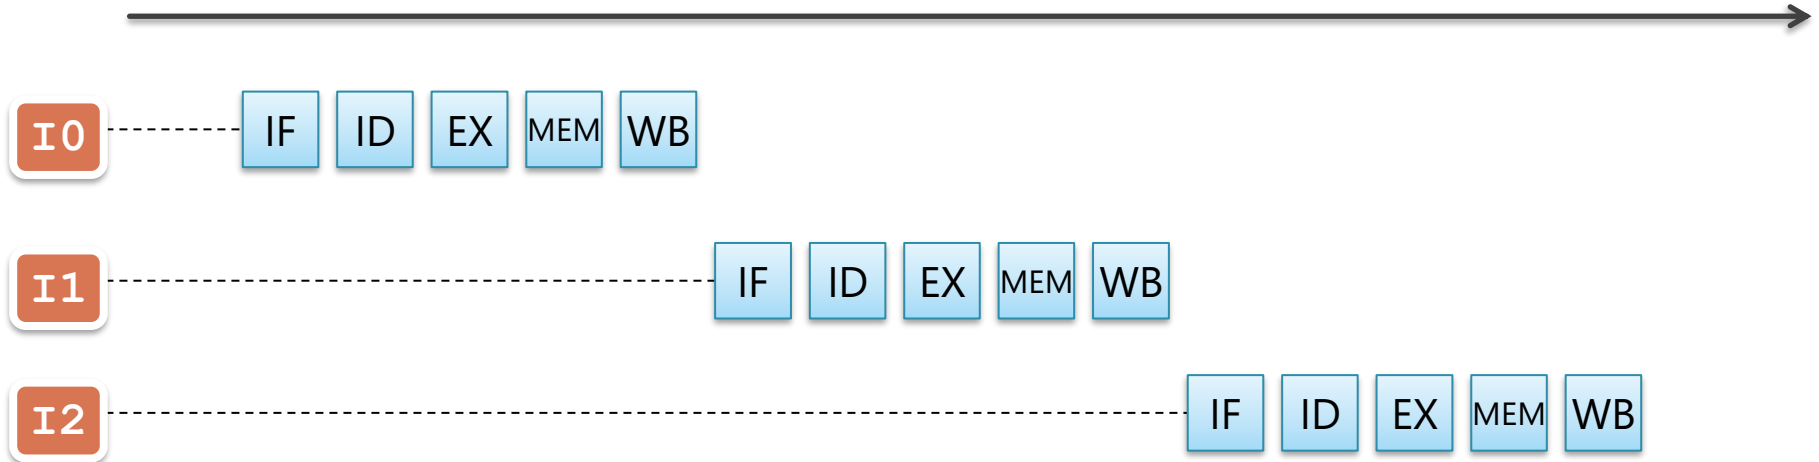 I0 IF ID EX MEM WB
I1 IF ID EX MEM WB
I2 IF ID EX MEM WB